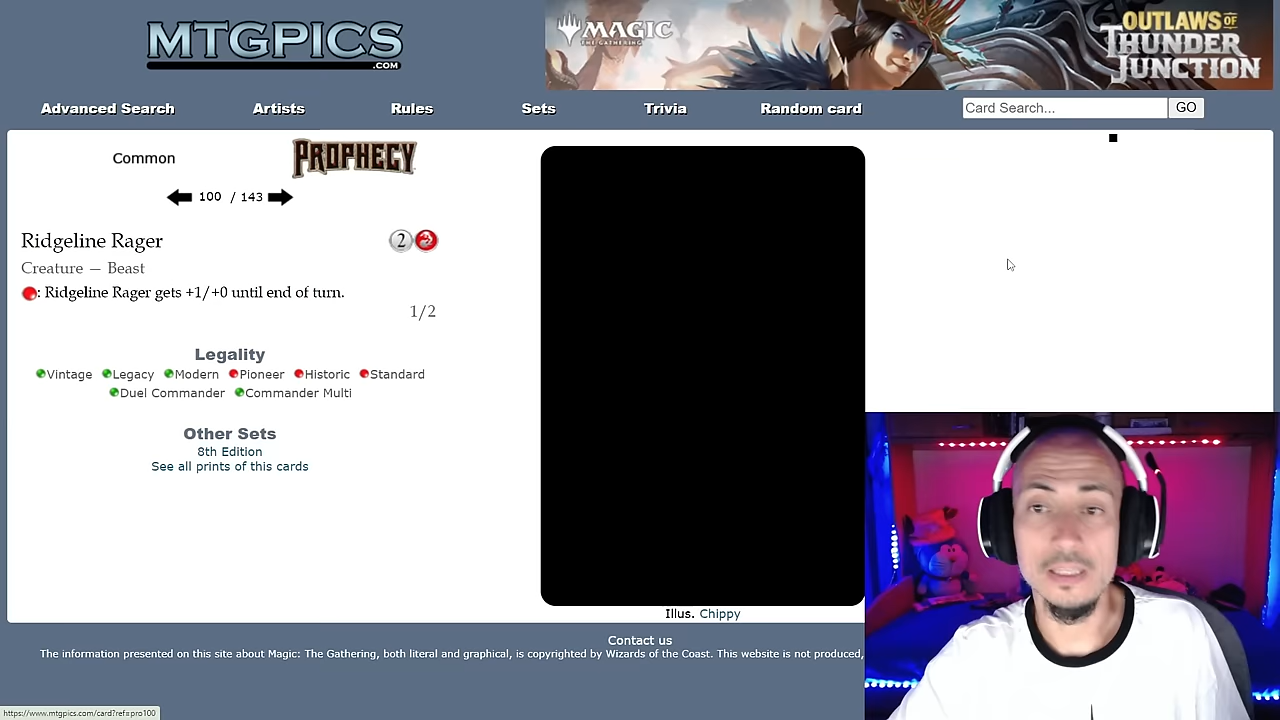 MTGPICS
.COM
MAGIC
THE GATHERING
OUTLAWS OF
THUNDER
JUNCTION
Advanced Search Artists Rules Sets Trivia Random card Card Search... GO
Common PROPHECY
100 / 143
Ridgeline Rager 2
Creature — Beast
: Ridgeline Rager gets +1/+0 until end of turn.
1/2
Legality
Vintage Legacy Modern Pioneer Historic Standard
Duel Commander Commander Multi
Other Sets
8th Edition
See all prints of this cards
Illus. Chippy
Contact us
The information presented on this site about Magic: The Gathering, both literal and graphical, is copyrighted by Wizards of the Coast. This website is not produced,
https://www.mtgpics.com/card?ref=pro100